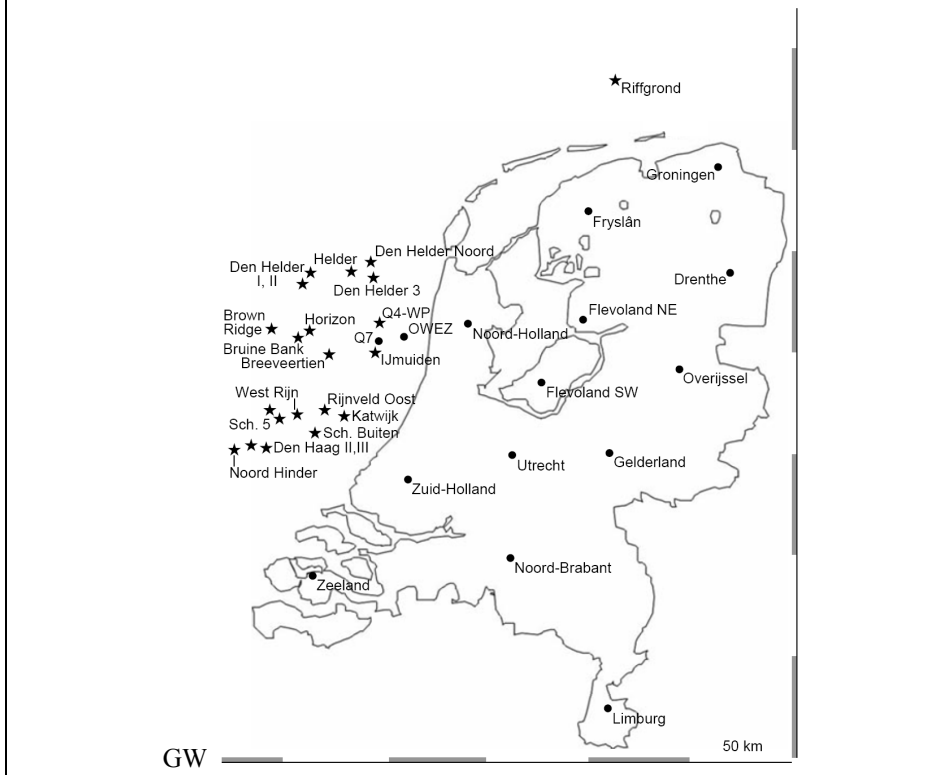 Riffgrond
Groningen
Fryslân
Den Helder Noord
Helder
Den Helder
I, II
Drenthe
Den Helder 3
Flevoland NE
Q4-WP
Brown
Ridge
Horizon
OWEZ
Noord-Holland
Q7
Bruine Bank
IJmuiden
Breeveertien
Overijssel
West Rijn
Flevoland SW
Rijnveld Oost
Katwijk
Sch. 5
Sch. Buiten
Den Haag II,III
Noord Hinder
Utrecht
Gelderland
Zuid-Holland
Noord-Brabant
Zeeland
Limburg
50 km
GW